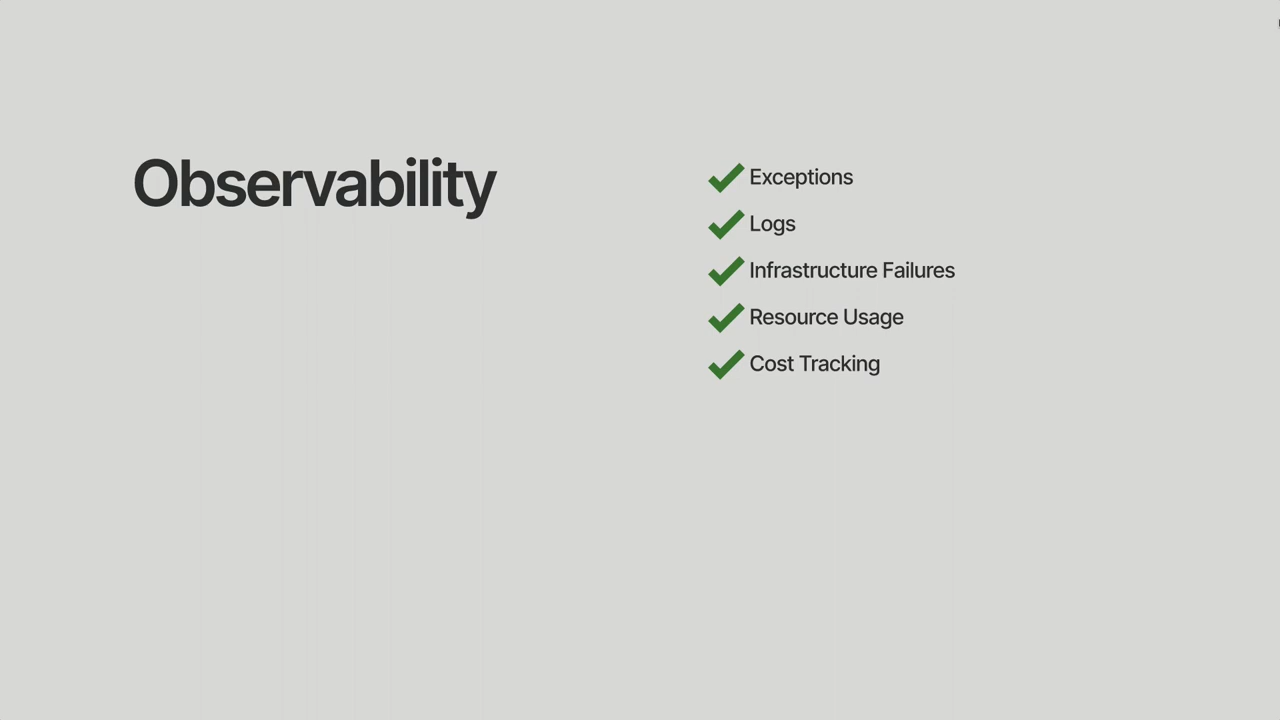 Observability
Exceptions
Logs
Infrastructure Failures
Resource Usage
Cost Tracking